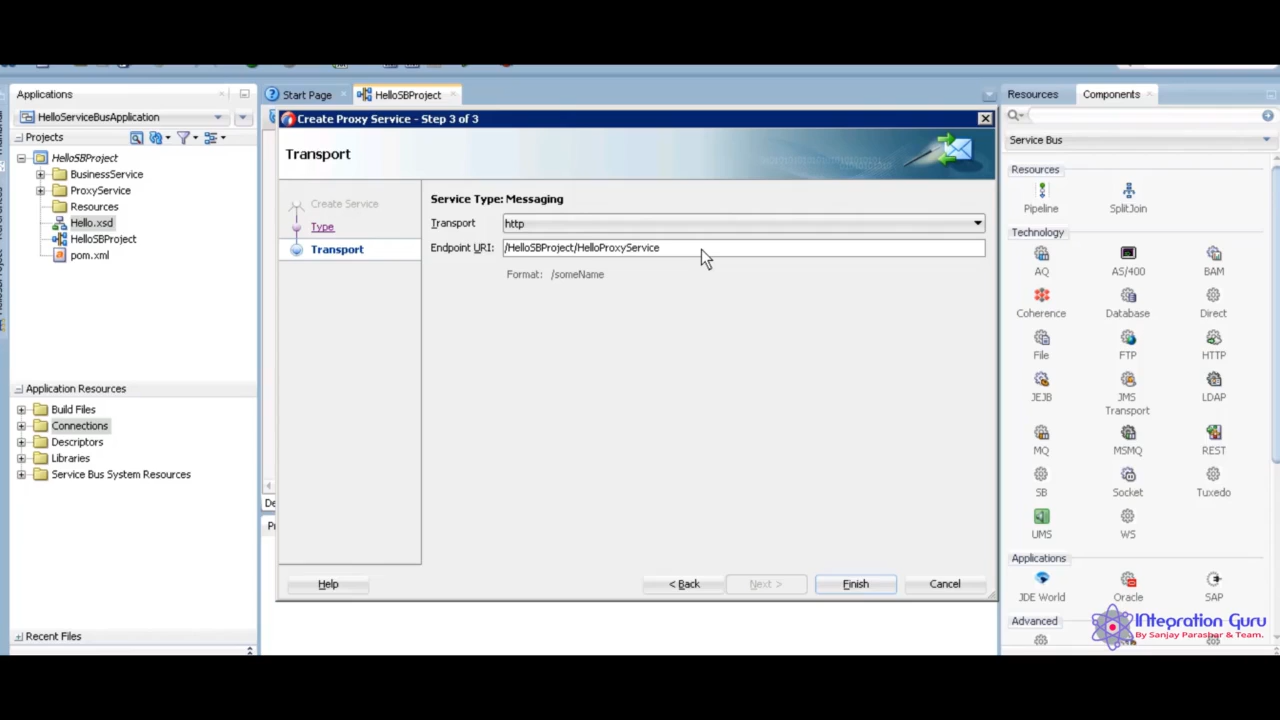 Applications
HelloServiceBusApplication
Projects
HelloSBProject
BusinessService
ProxyService
Resources
Hello.xsd
HelloSBProject
pom.xml
Application Resources
Build Files
Connections
Descriptors
Libraries
Service Bus System Resources
Recent Files
Start Page
HelloSBProject
Create Proxy Service - Step 3 of 3
Transport
Create Service
Type
Transport
Service Type: Messaging
Transport http
Endpoint URI: /HelloSBProject/HelloProxyService
Format: /someName
Help
< Back
Next >
Finish
Cancel
Resources
Components
Service Bus
Resources
Pipeline SplitJoin
Technology
AQ AS/400 BAM
Coherence Database Direct
File FTP HTTP
JEJB JMS Transport LDAP
MQ MSMQ REST
SB Socket Tuxedo
UMS WS
Applications
JDE World Oracle SAP
Advanced
INtegration Guru
By Sanjay Parashar & Team.